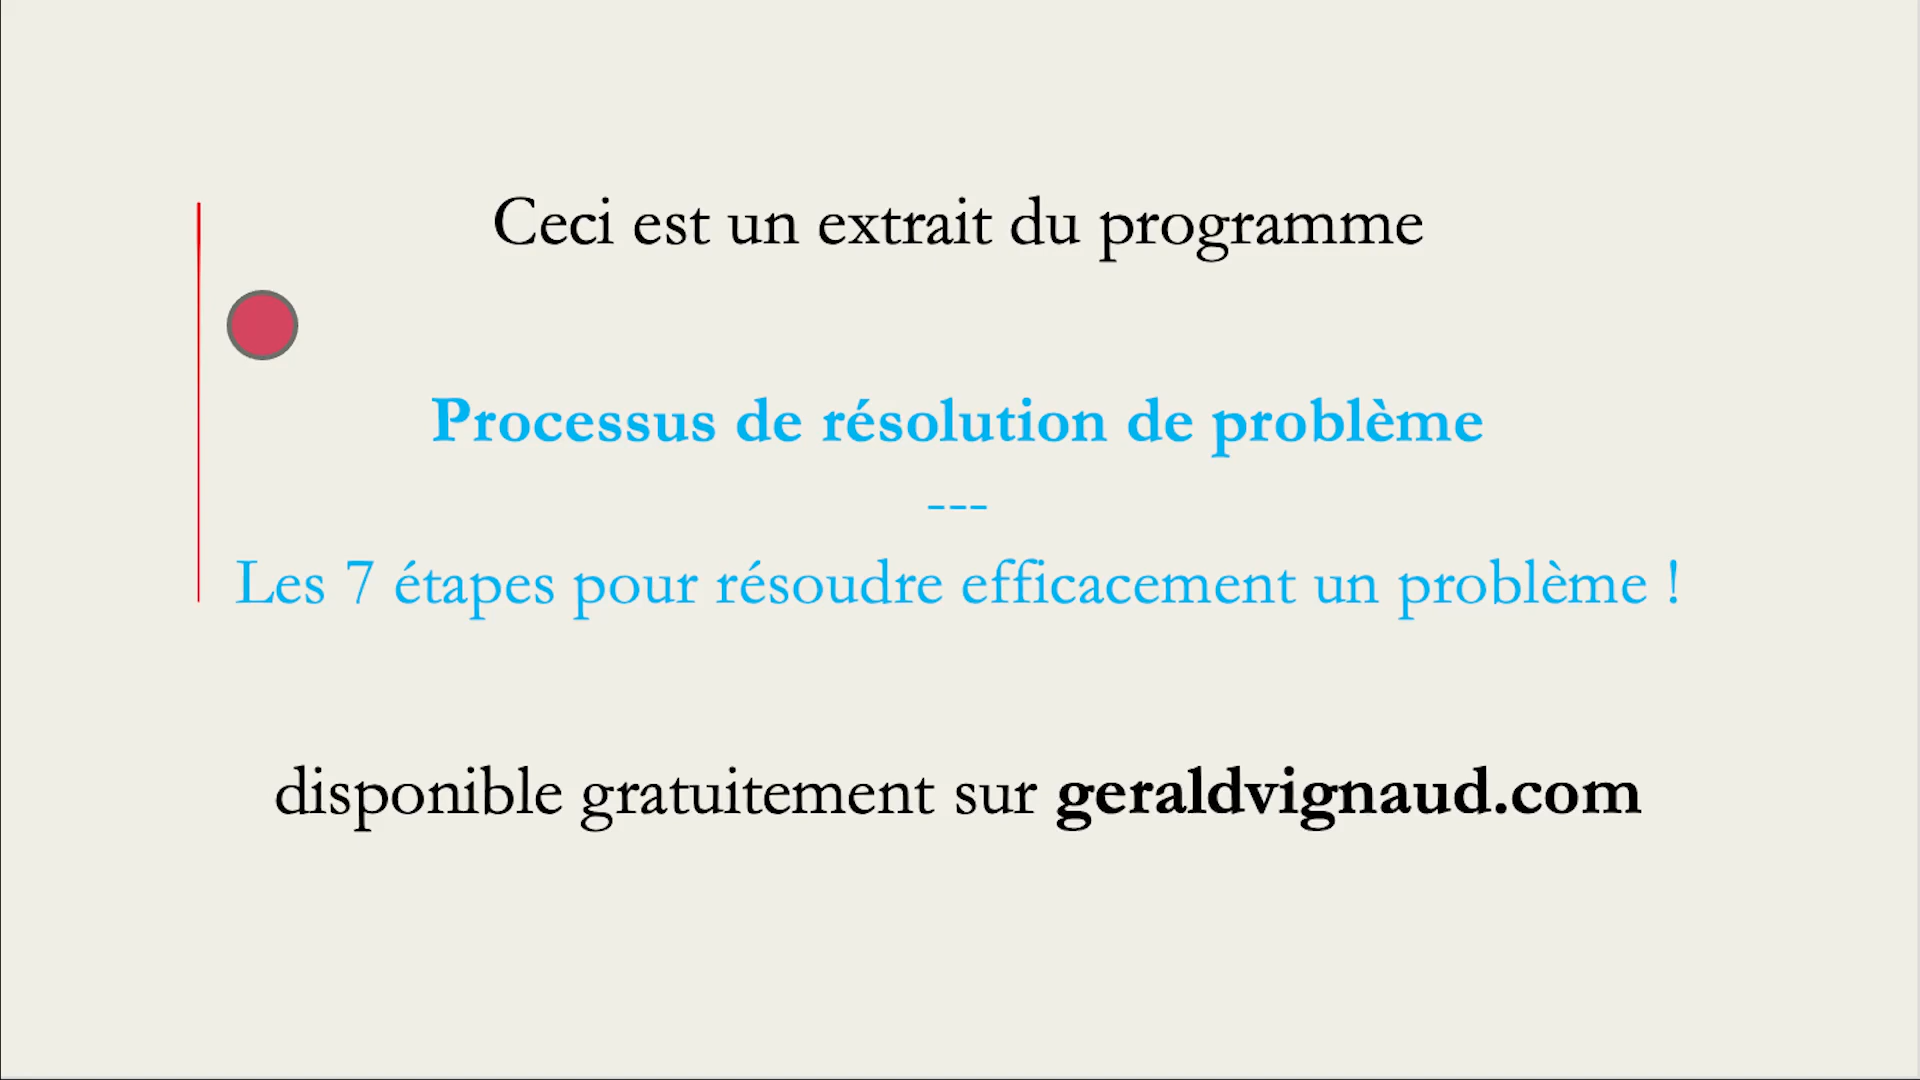 Ceci est un extrait du programme
Processus de résolution de problème
---
Les 7 étapes pour résoudre efficacement un problème !
disponible gratuitement sur geraldvignaud.com